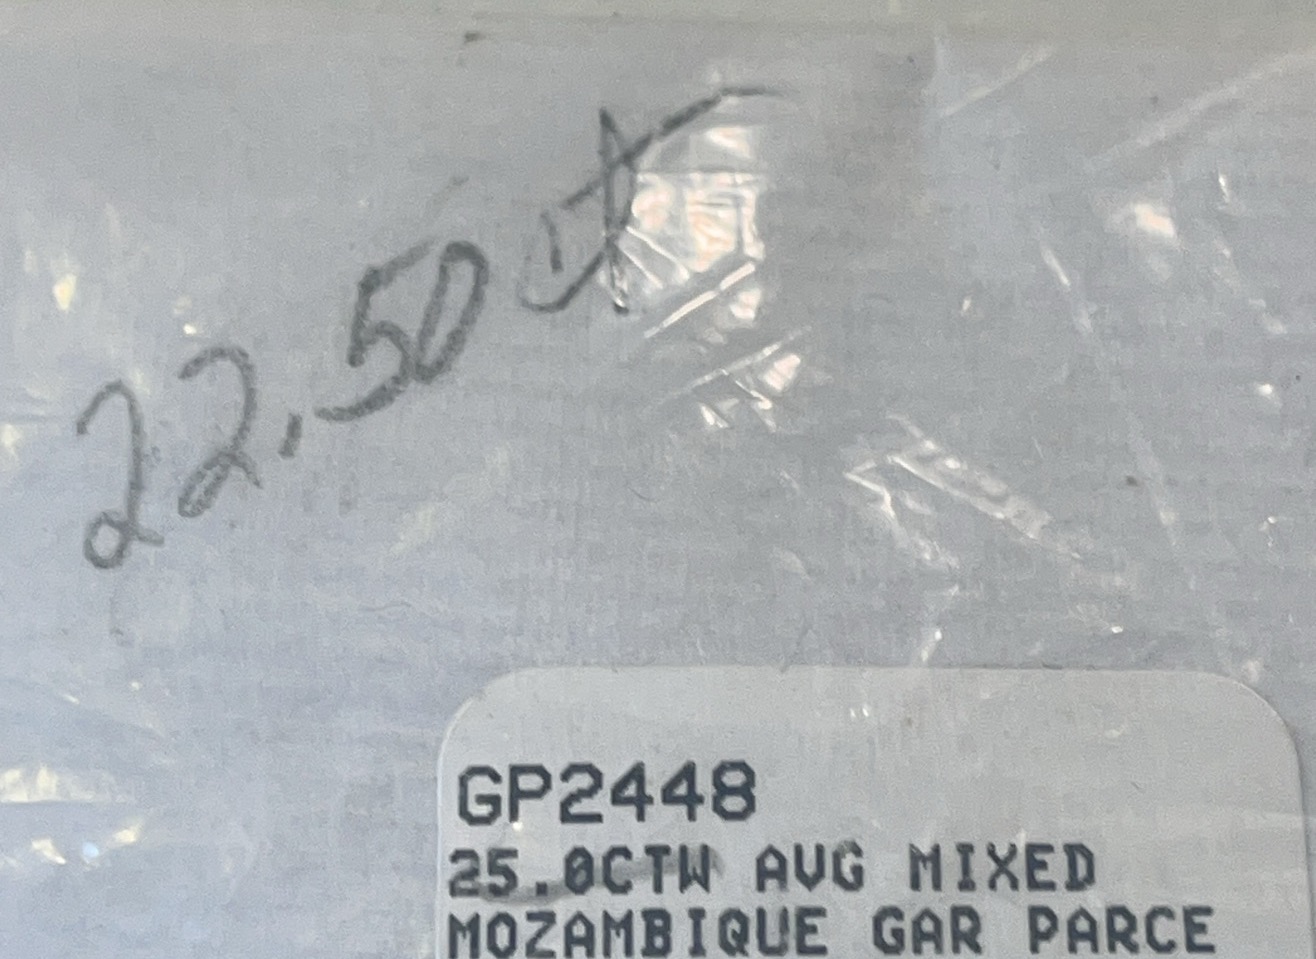 22.50 ct
GP2448
25.0CTW AVG MIXED
MOZAMBIQUE GAR PARCE